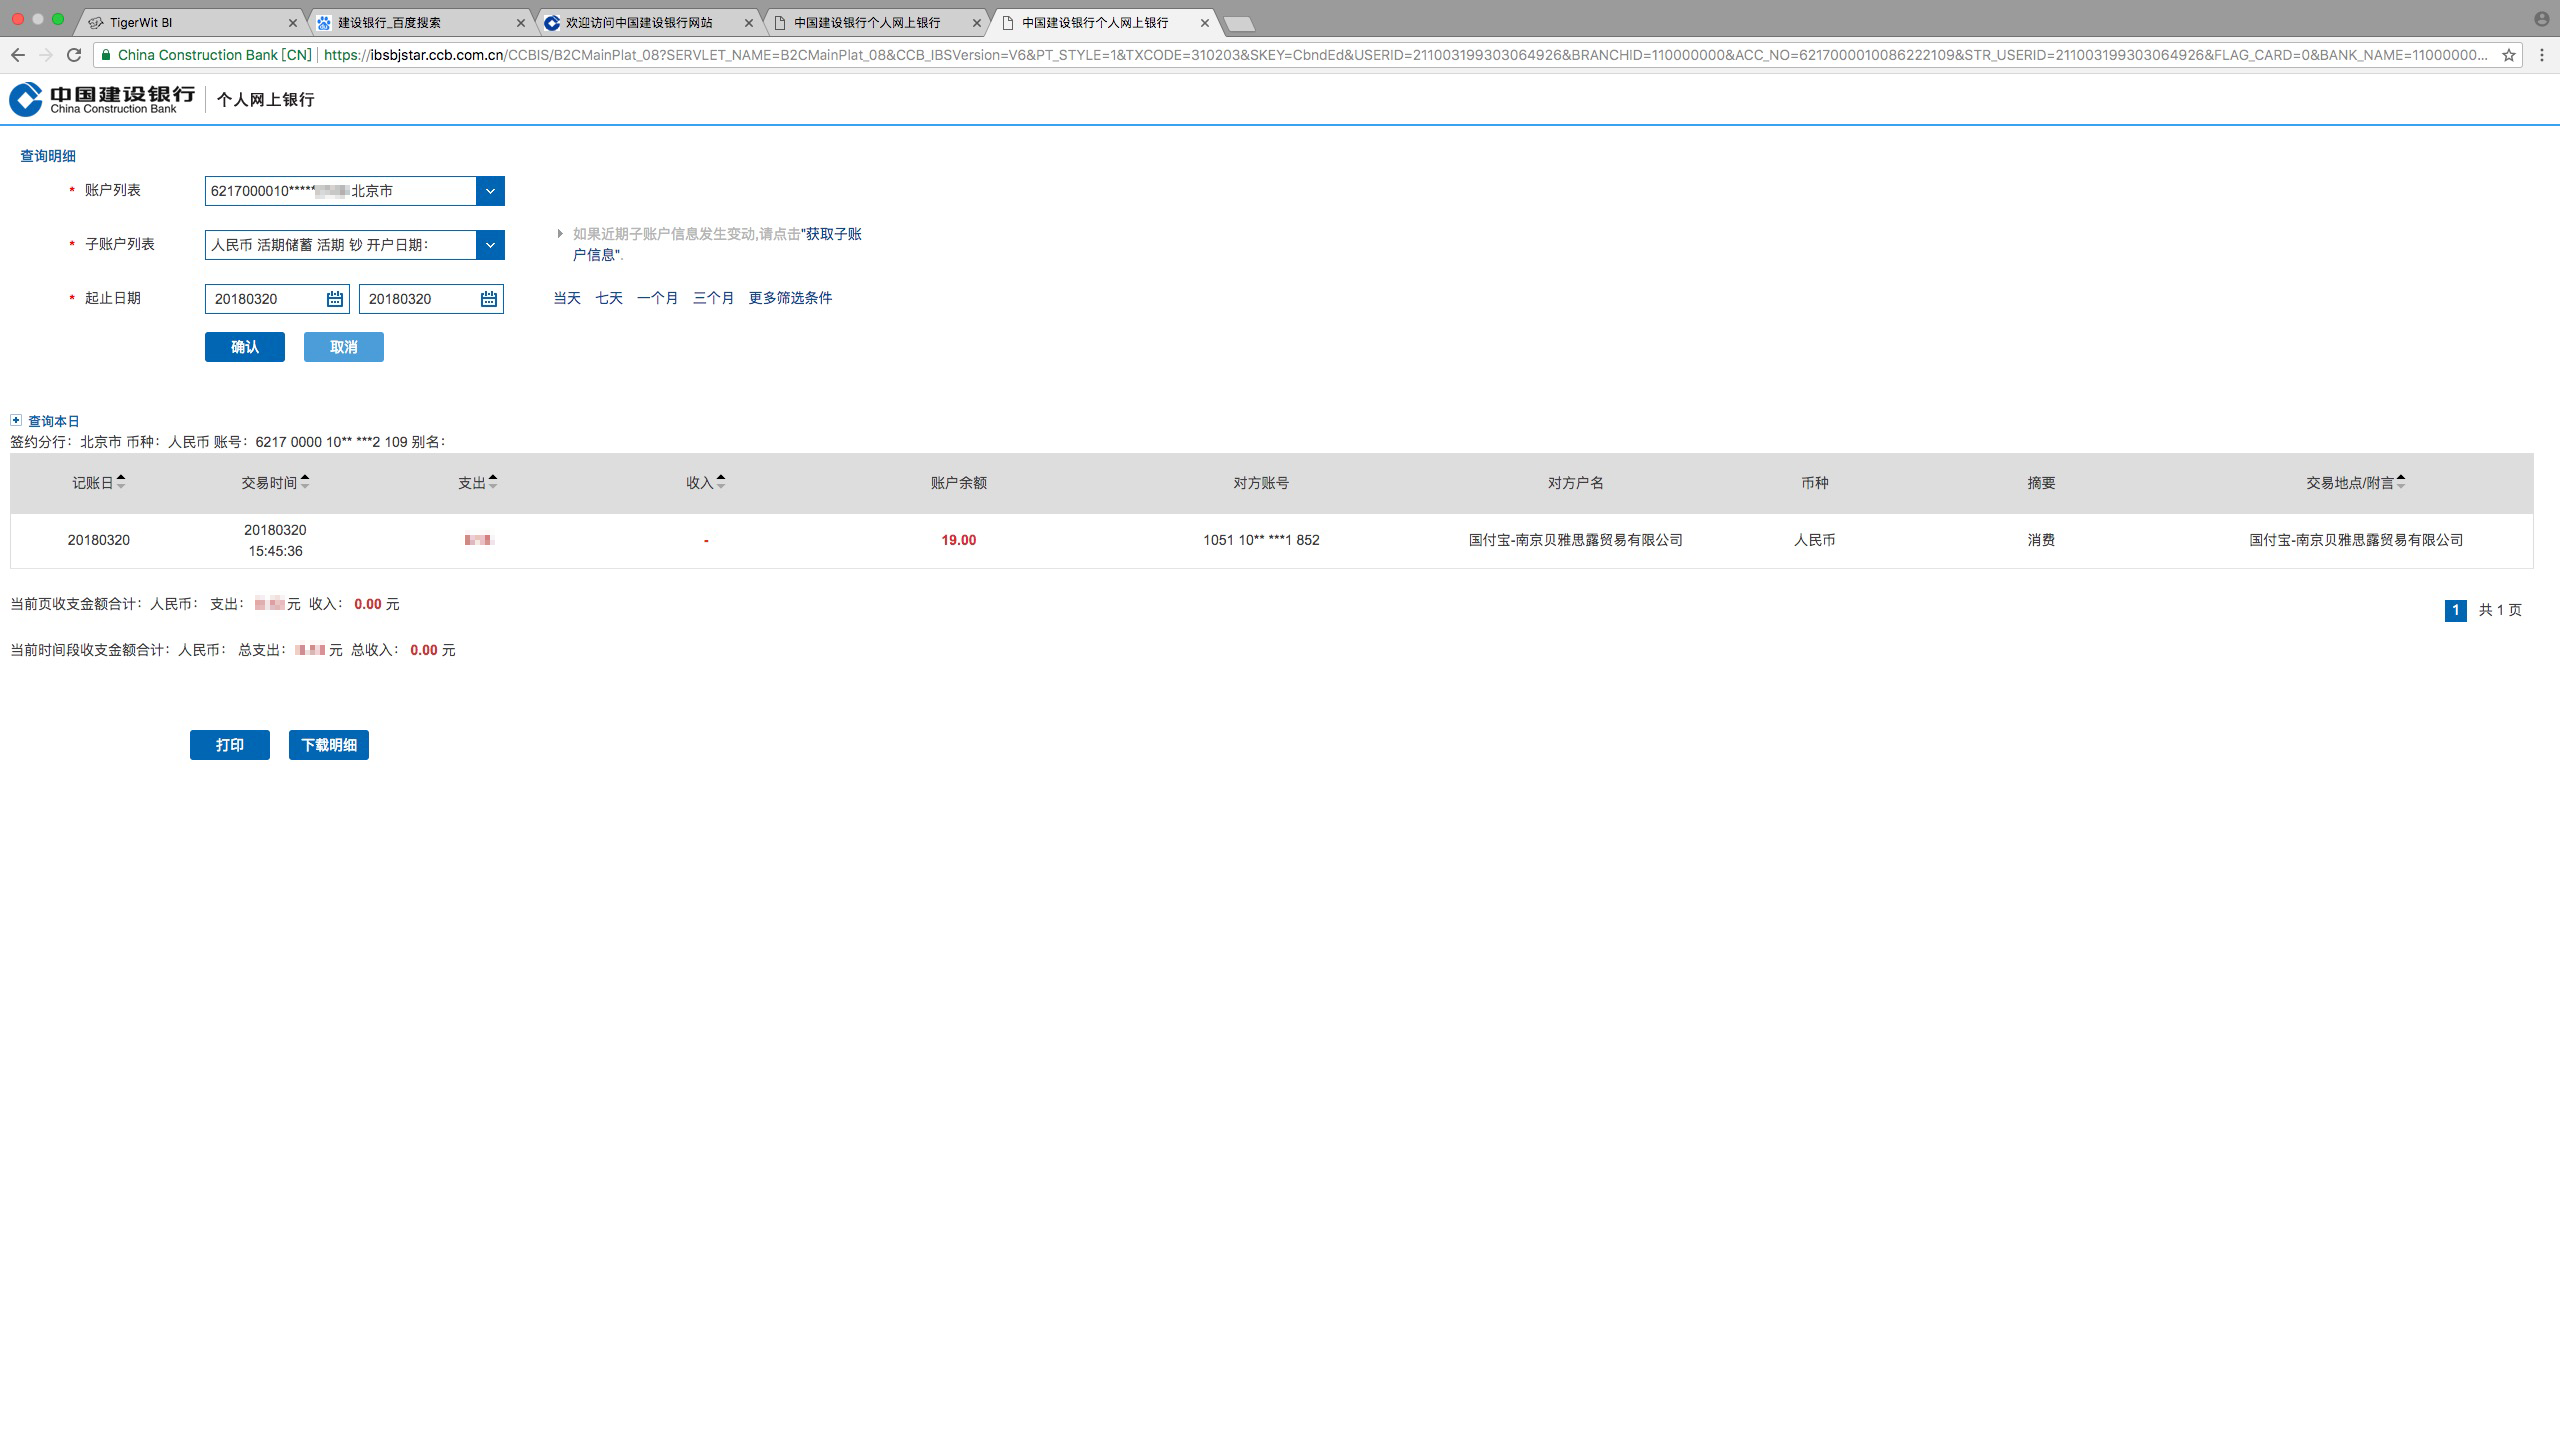 TigerWit BI
建设银行_百度搜索
欢迎访问中国建设银行网站
中国建设银行个人网上银行
中国建设银行个人网上银行
China Construction Bank [CN] https://ibsbjstar.ccb.com.cn/CCBIS/B2CMainPlat_08?SERVLET_NAME=B2CMainPlat_08&CCB_IBSVersion=V6&PT_STYLE=1&TXCODE=310203&SKEY=CbndEd&USERID=211003199303064926&BRANCHID=110000000&ACC_NO=6217000010086222109&STR_USERID=211003199303064926&FLAG_CARD=0&BANK_NAME=11000000...
中国建设银行 个人网上银行
China Construction Bank
查询明细
* 账户列表 6217000010***** 北京市
* 子账户列表 人民币 活期储蓄 活期 钞 开户日期:
如果近期子账户信息发生变动,请点击"获取子账
户信息".
* 起止日期 20180320 20180320 当天 七天 一个月 三个月 更多筛选条件
确认 取消
查询本日
签约分行: 北京市 币种: 人民币 账号: 6217 0000 10** ***2 109 别名:
记账日 交易时间 支出 收入 账户余额 对方账号 对方户名 币种 摘要 交易地点/附言
20180320 20180320 15:45:36 - 19.00 1051 10** ***1 852 国付宝-南京贝雅思露贸易有限公司 人民币 消费 国付宝-南京贝雅思露贸易有限公司
当前页收支金额合计: 人民币: 支出: 元 收入: 0.00 元
1 共 1 页
当前时间段收支金额合计: 人民币: 总支出: 元 总收入: 0.00 元
打印 下载明细